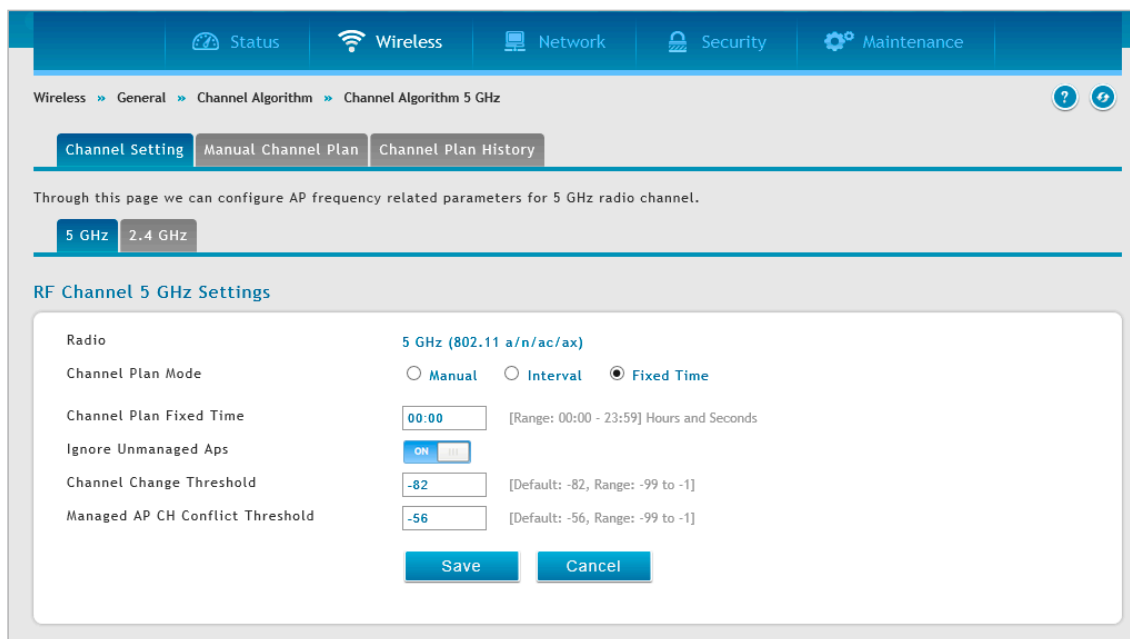 Status Wireless Network Security Maintenance
Wireless » General » Channel Algorithm » Channel Algorithm 5 GHz ?
Channel Setting Manual Channel Plan Channel Plan History
Through this page we can configure AP frequency related parameters for 5 GHz radio channel.
5 GHz 2.4 GHz
RF Channel 5 GHz Settings
Radio 5 GHz (802.11 a/n/ac/ax)
Channel Plan Mode Manual Interval Fixed Time
Channel Plan Fixed Time 00:00 [Range: 00:00 - 23:59] Hours and Seconds
Ignore Unmanaged Aps ON
Channel Change Threshold -82 [Default: -82, Range: -99 to -1]
Managed AP CH Conflict Threshold -56 [Default: -56, Range: -99 to -1]
Save Cancel